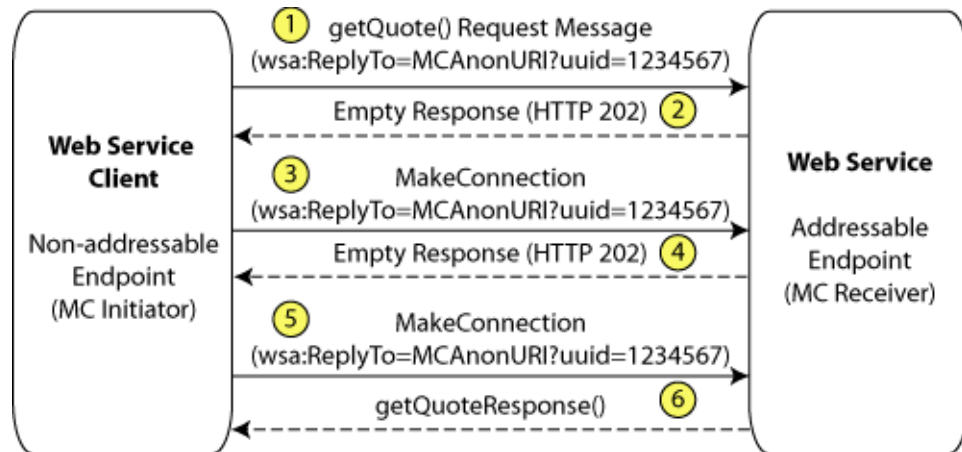 Web Service
Client
Non-addressable
Endpoint
(MC Initiator)
1
getQuote() Request Message
(wsa:ReplyTo=MCAnonURI?uuid=1234567)
Empty Response (HTTP 202) 2
3
MakeConnection
(wsa:ReplyTo=MCAnonURI?uuid=1234567)
Empty Response (HTTP 202) 4
5
MakeConnection
(wsa:ReplyTo=MCAnonURI?uuid=1234567)
getQuoteResponse() 6
Web Service
Addressable
Endpoint
(MC Receiver)